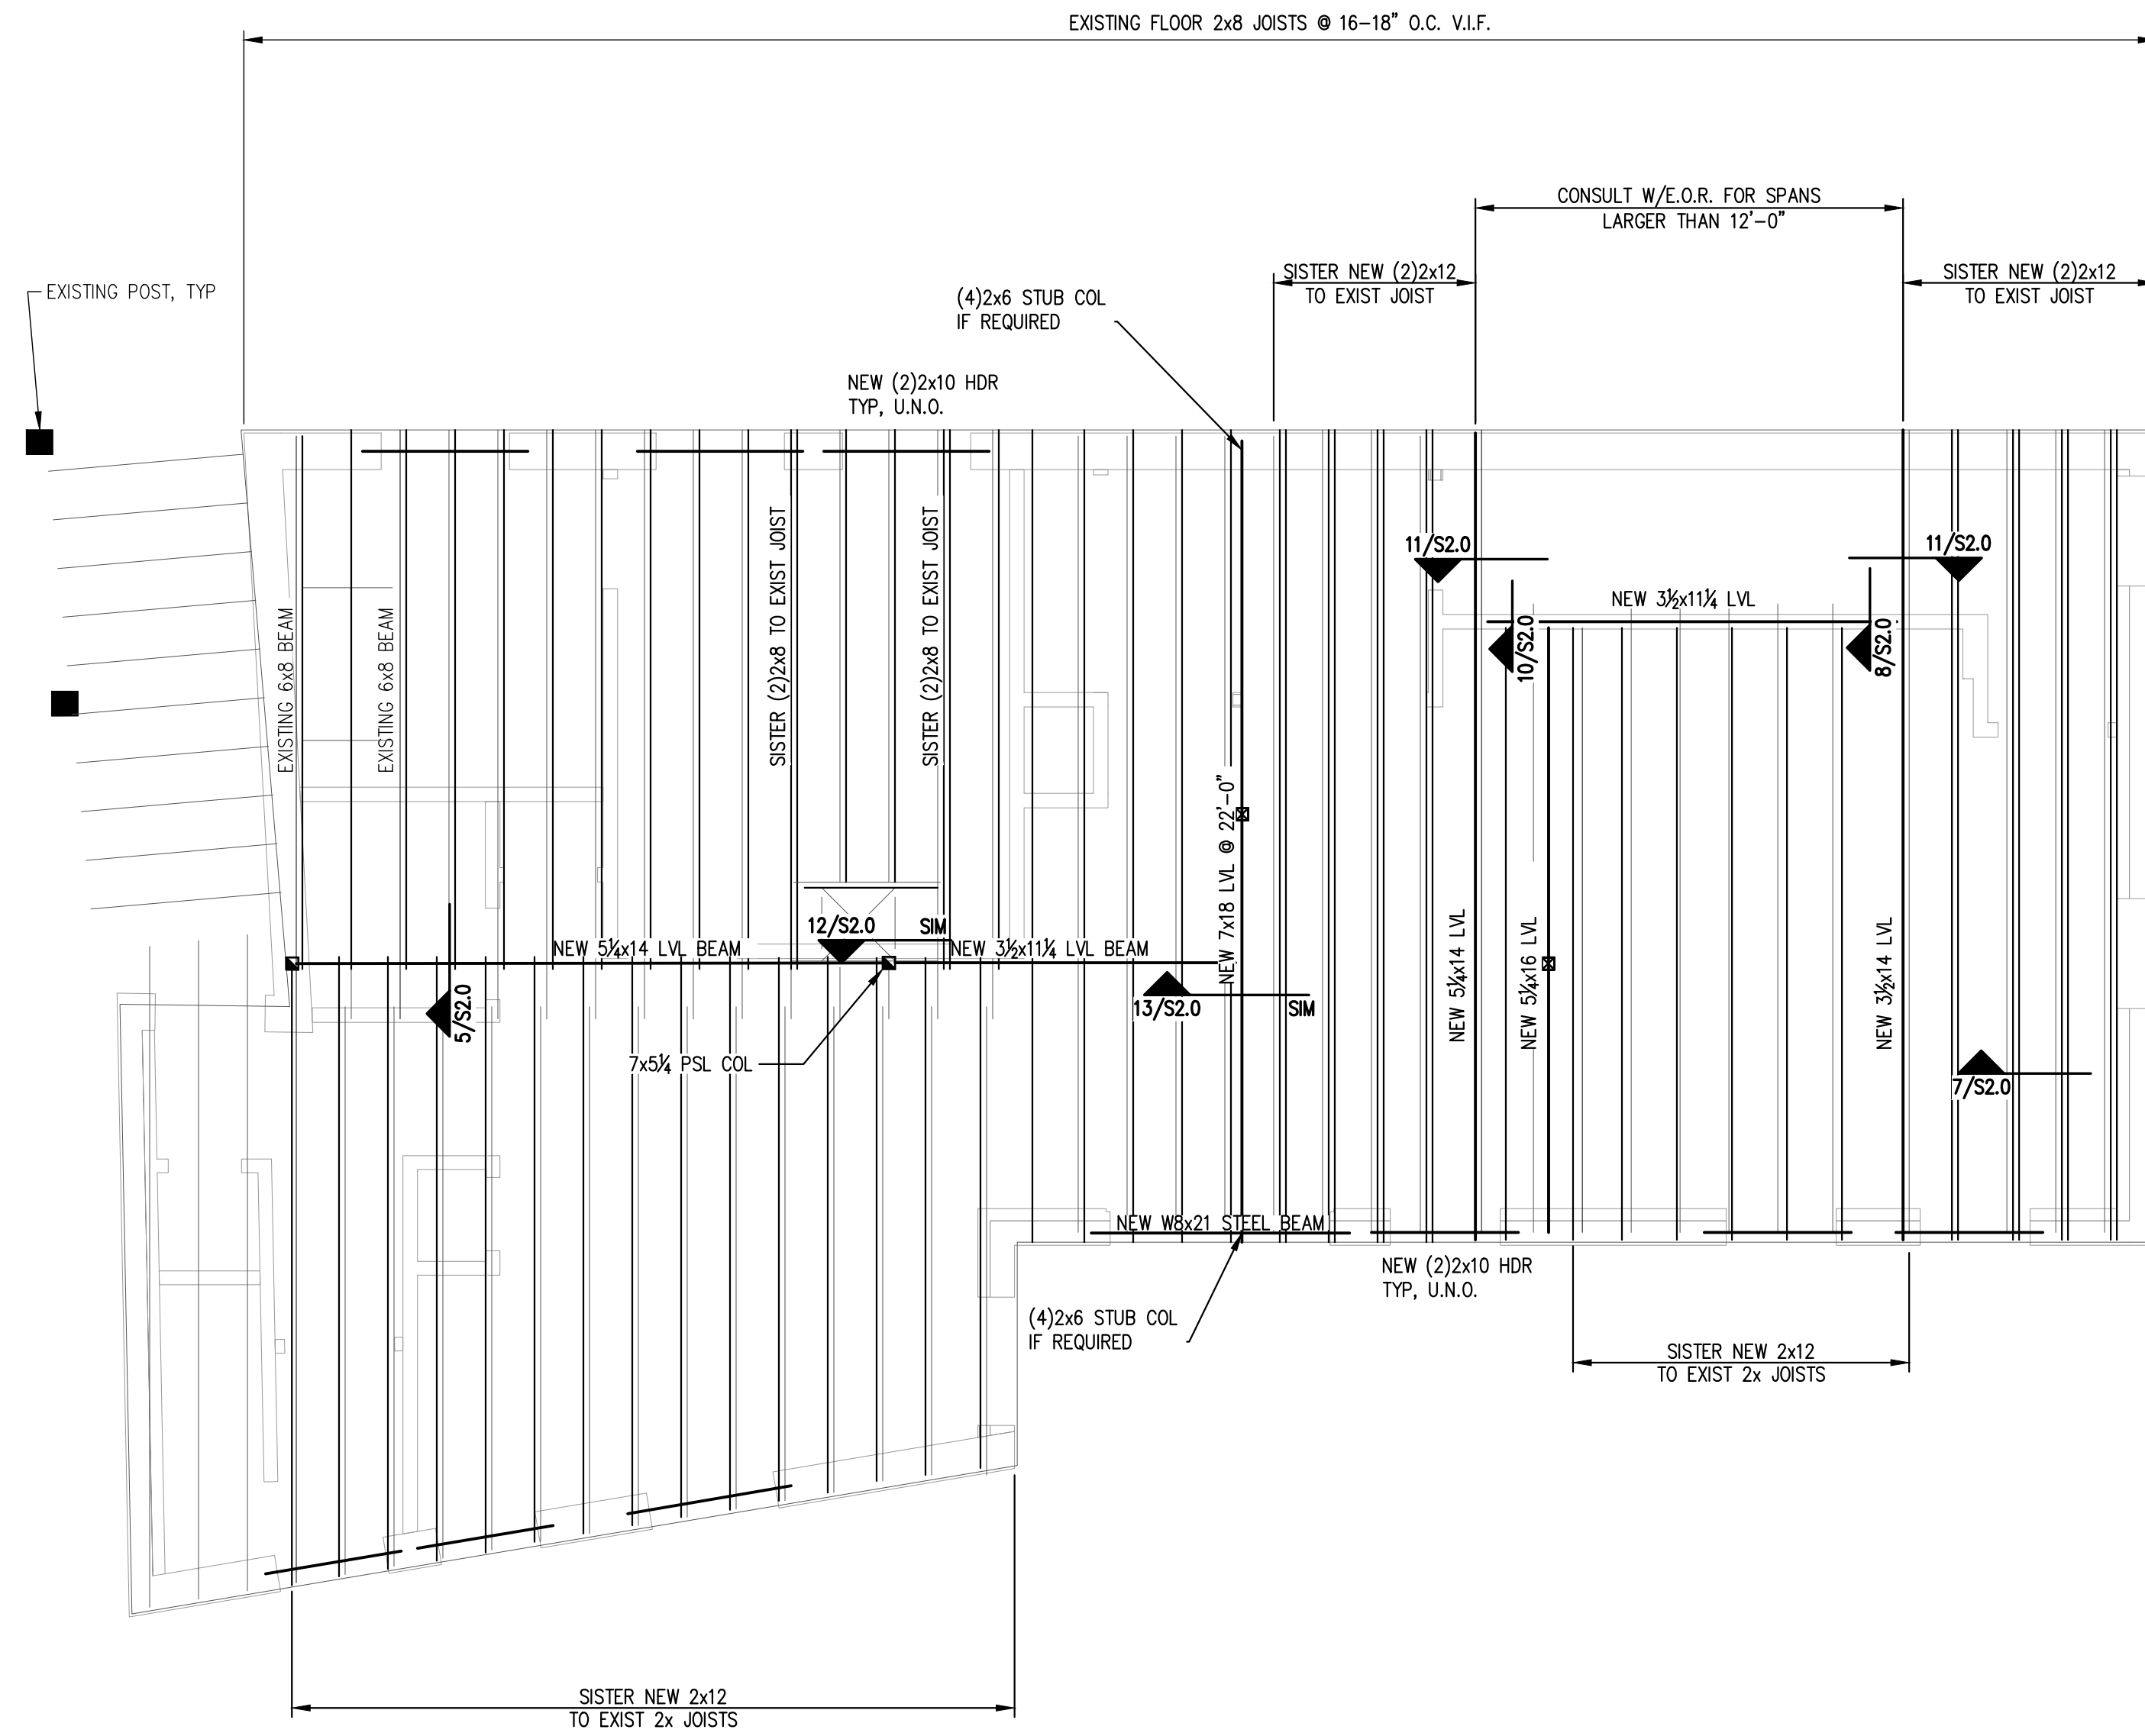 EXISTING FLOOR 2x8 JOISTS @ 16-18" O.C. V.I.F.
CONSULT W/E.O.R. FOR SPANS
LARGER THAN 12'-0"
SISTER NEW (2)2x12
TO EXIST JOIST
SISTER NEW (2)2x12
TO EXIST JOIST
EXISTING POST, TYP
(4)2x6 STUB COL
IF REQUIRED
NEW (2)2x10 HDR
TYP, U.N.O.
11/S2.0
11/S2.0
NEW 3½x11¼ LVL
10/S2.0
8/S2.0
EXISTING 6x8 BEAM
EXISTING 6x8 BEAM
SISTER (2)2x8 TO EXIST JOIST
SISTER (2)2x8 TO EXIST JOIST
NEW 7x18 LVL @ 22'-0"
NEW 5¼x14 LVL
NEW 5¼x16 LVL
NEW 3½x14 LVL
12/S2.0
SIM
NEW 5¼x14 LVL BEAM
NEW 3½x11¼ LVL BEAM
5/S2.0
13/S2.0
SIM
7x5¼ PSL COL
7/S2.0
NEW W8x21 STEEL BEAM
NEW (2)2x10 HDR
TYP, U.N.O.
(4)2x6 STUB COL
IF REQUIRED
SISTER NEW 2x12
TO EXIST 2x JOISTS
SISTER NEW 2x12
TO EXIST 2x JOISTS